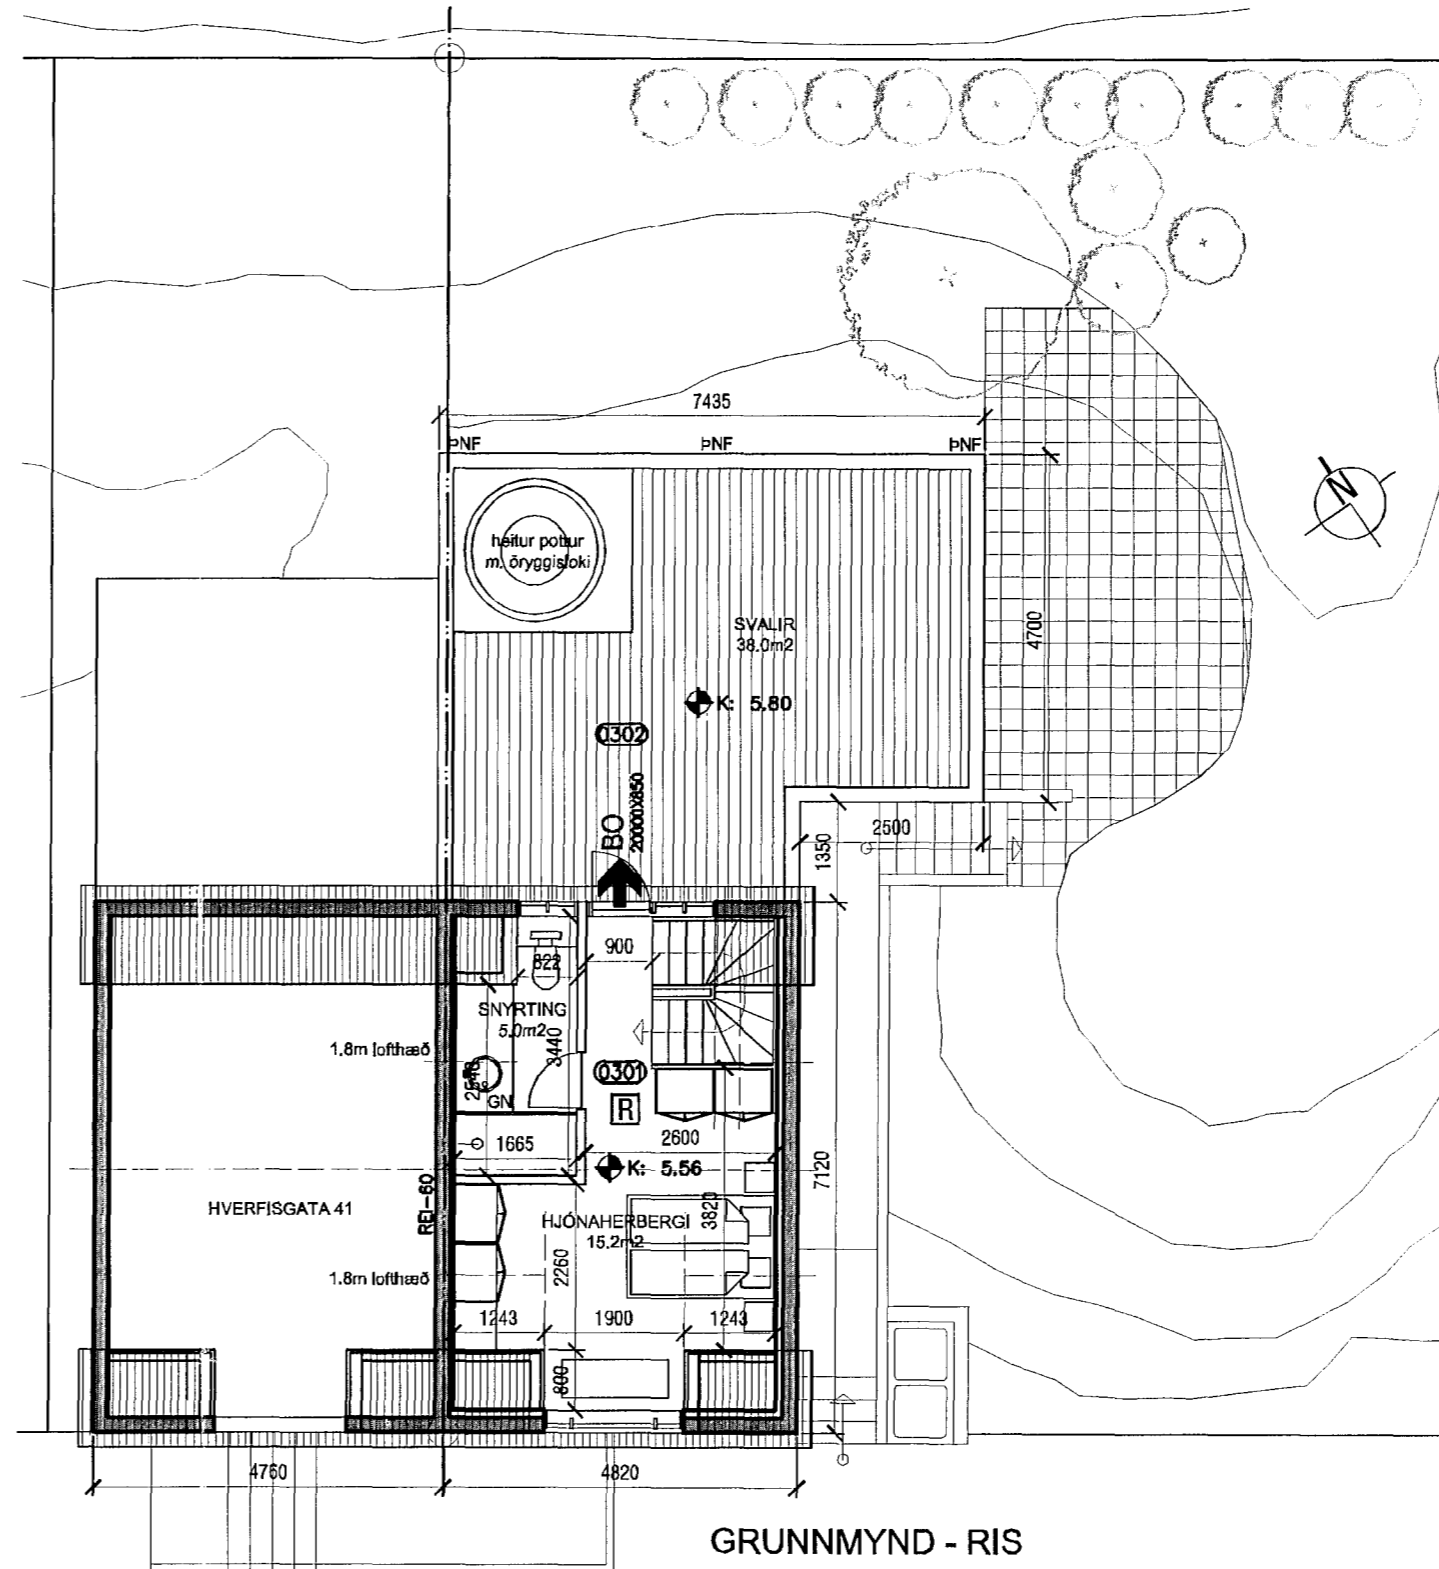 7435
ÞNF
ÞNF
ÞNF
N
heitur pottur
m. öryggisloki
SVALIR
38.0m2
4700
K: 5.80
0302
BO
20000X850
2500
1350
900
822
SNYRTING
5.0m2
3440
1.8m lofthæð
2540
0301
GN
R
1665
2600
K: 5.56
7120
REI-60
HVERFISGATA 41
HJÓNAHERBERGI
15.2m2
3820
2260
1.8m lofthæð
1243
1900
1243
800
4760
4820
GRUNNMYND - RIS